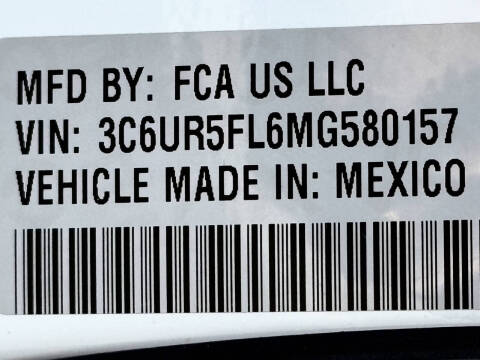 MFD BY: FCA US LLC
VIN: 3C6UR5FL6MG580157
VEHICLE MADE IN: MEXICO